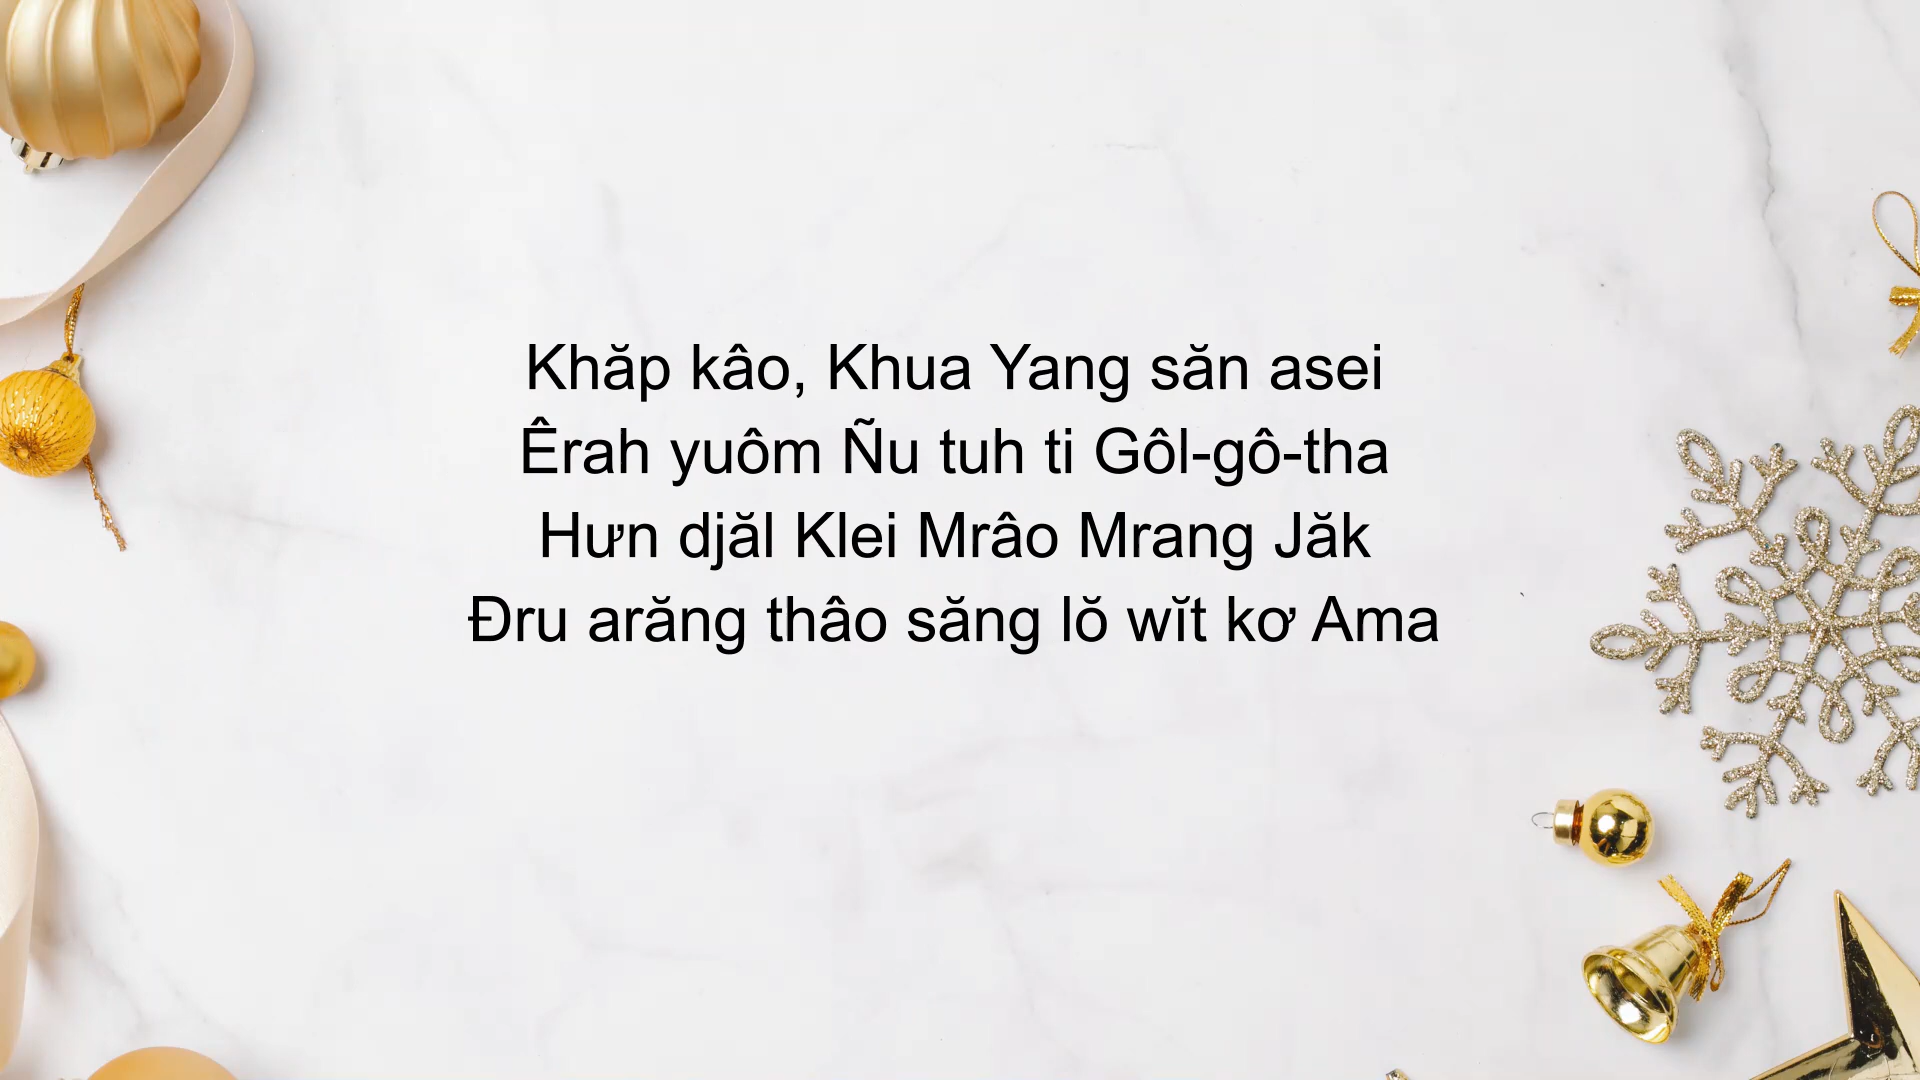 Khăp kâo, Khua Yang săn asei
Êrah yuôm Ñu tuh ti Gôl-gô-tha
Hưn djăl Klei Mrâo Mrang Jăk
Đru arăng thâo săng lŏ wĭt kơ Ama